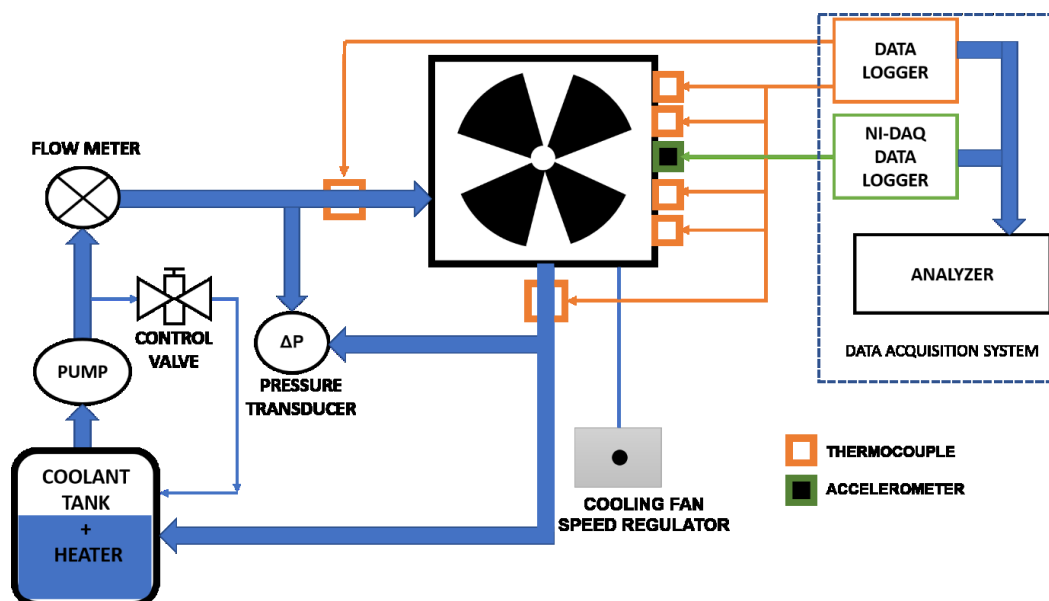 DATA
LOGGER
NI-DAQ
DATA
LOGGER
ANALYZER
DATA ACQUISITION SYSTEM
FLOW METER
CONTROL
VALVE
ΔP
PRESSURE
TRANSDUCER
PUMP
COOLANT
TANK
+
HEATER
COOLING FAN
SPEED REGULATOR
THERMOCOUPLE
ACCELEROMETER